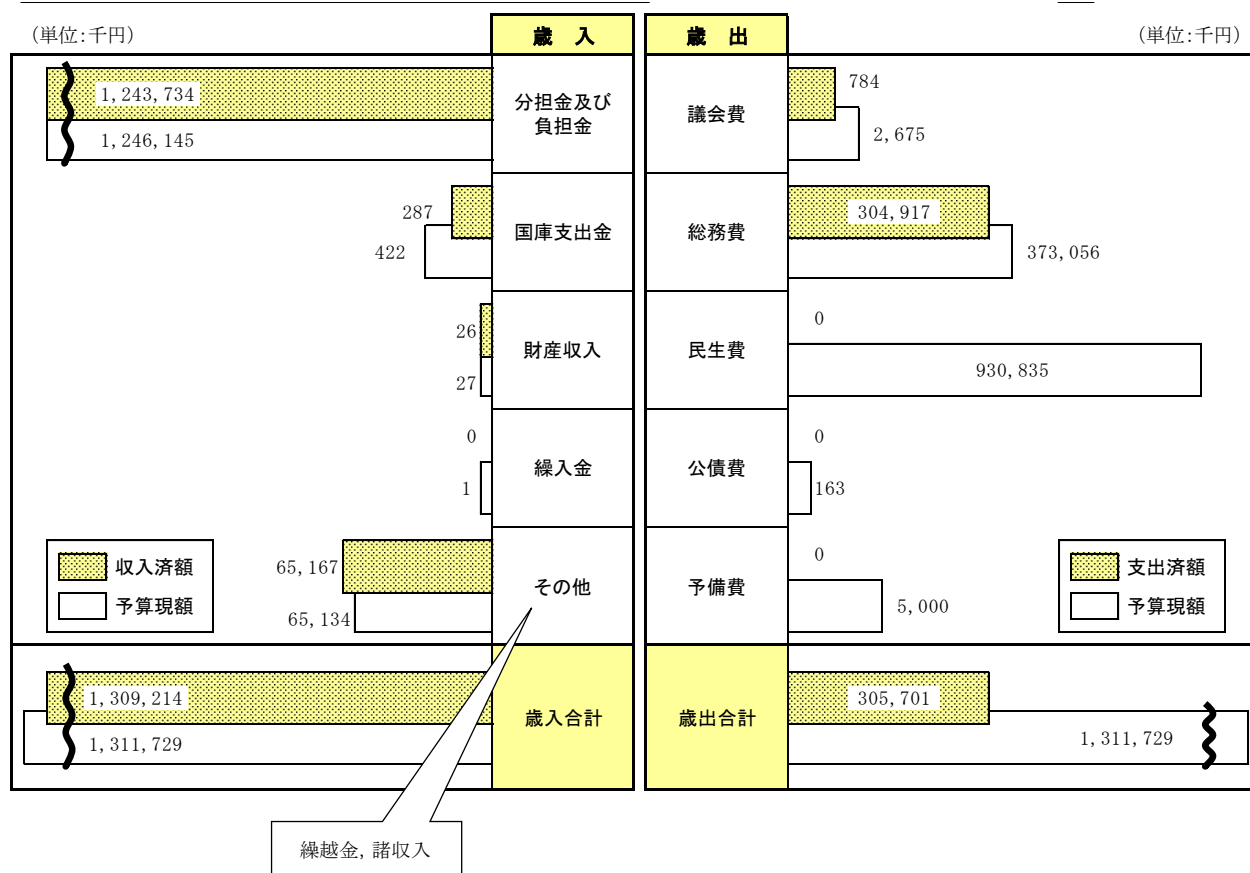 (単位:千円)
歳 入
歳 出
(単位:千円)
1,243,734
1,246,145
分担金及び
負担金
議会費
784
2,675
287
422
国庫支出金
総務費
304,917
373,056
26
27
財産収入
民生費
0
930,835
0
1
繰入金
公債費
0
163
収入済額
予算現額
65,167
65,134
その他
予備費
0
5,000
支出済額
予算現額
1,309,214
1,311,729
歳入合計
歳出合計
305,701
1,311,729
繰越金,諸収入